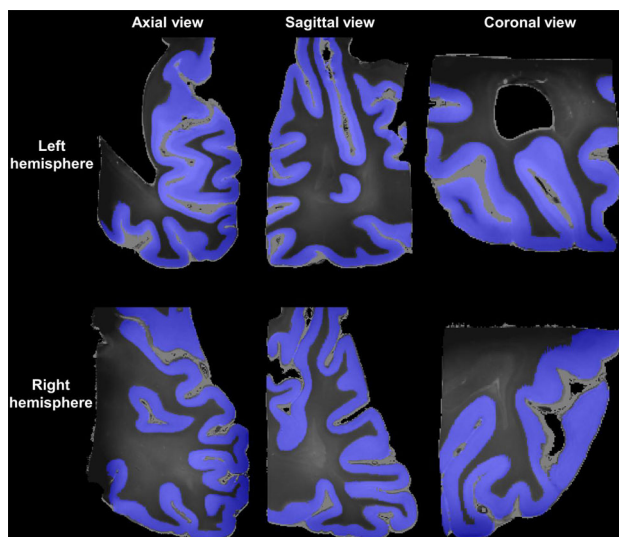 Axial view
Sagittal view
Coronal view
Left
hemisphere
Right
hemisphere